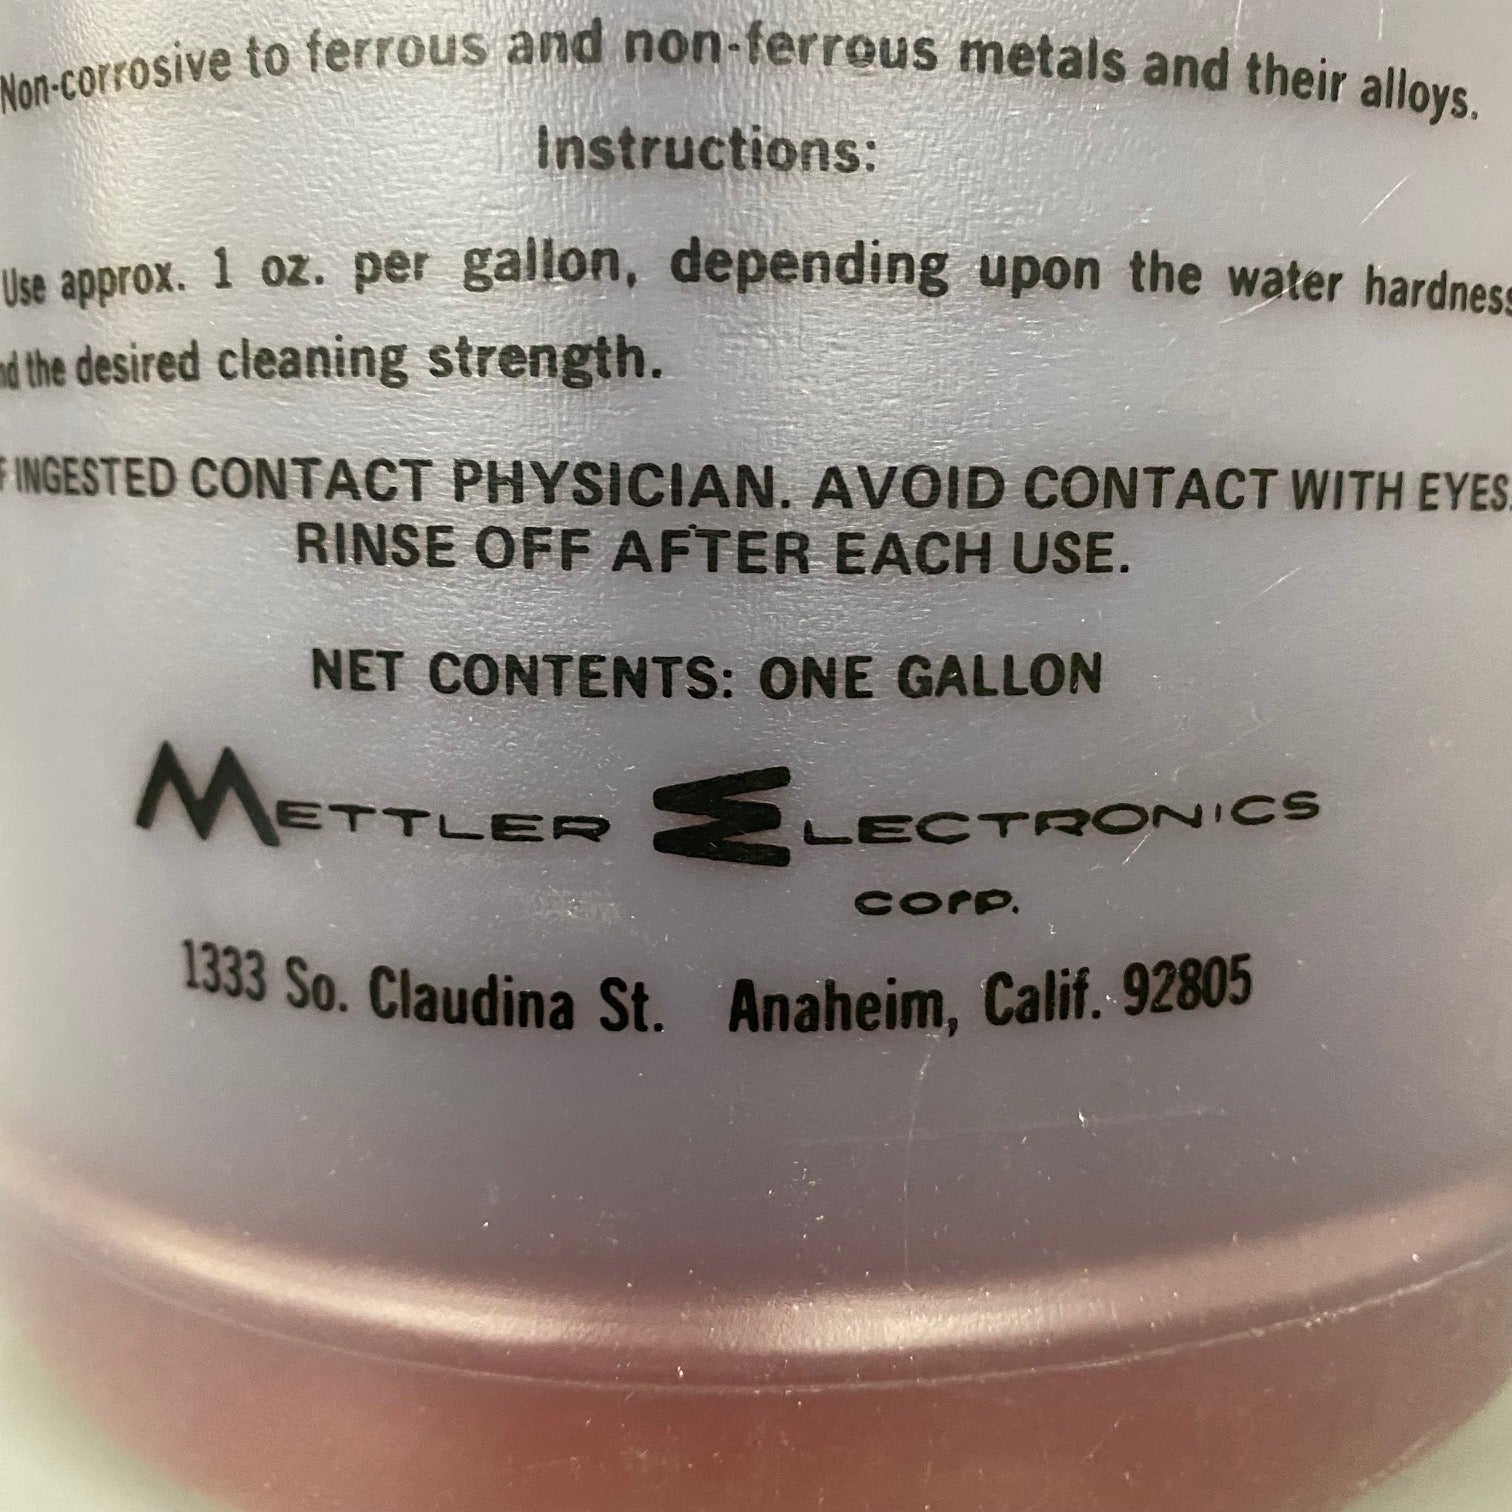 Non-corrosive to ferrous and non-ferrous metals and their alloys.
Instructions:
Use approx. 1 oz. per gallon, depending upon the water hardness
the desired cleaning strength.
INGESTED CONTACT PHYSICIAN. AVOID CONTACT WITH EYES.
RINSE OFF AFTER EACH USE.
NET CONTENTS: ONE GALLON
METTLER ELECTRONICS
CORP.
1333 So. Claudina St. Anaheim, Calif. 92805